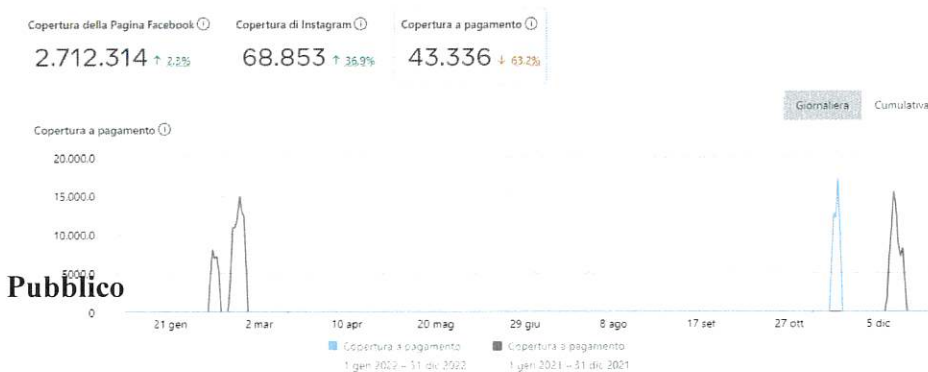 Copertura della Pagina Facebook Copertura di Instagram Copertura a pagamento
2.712.314 ↑ 2.3% 68.853 ↑ 36,9% 43.336 ↓ 63.2%
Giornaliera Cumulativa
Copertura a pagamento
20.000.0
15.000.0
10.000.0
5000.0
Pubblico
0
21 gen 2 mar 10 apr 20 mag 29 giu 8 ago 17 set 27 ott 5 dic
Copertura a pagamento Copertura a pagamento
1 gen 2022 – 31 dic 2022 1 gen 2021 – 31 dic 2021